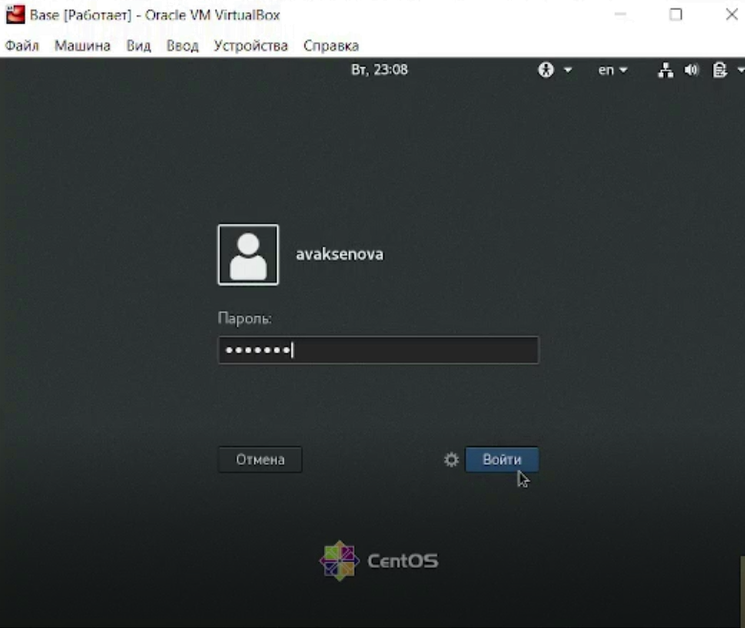 Base [Работает] - Oracle VM VirtualBox
Файл Машина Вид Ввод Устройства Справка
Вт, 23:08 en
avaksenova
Пароль:
•••••••
Отмена Войти
CentOS